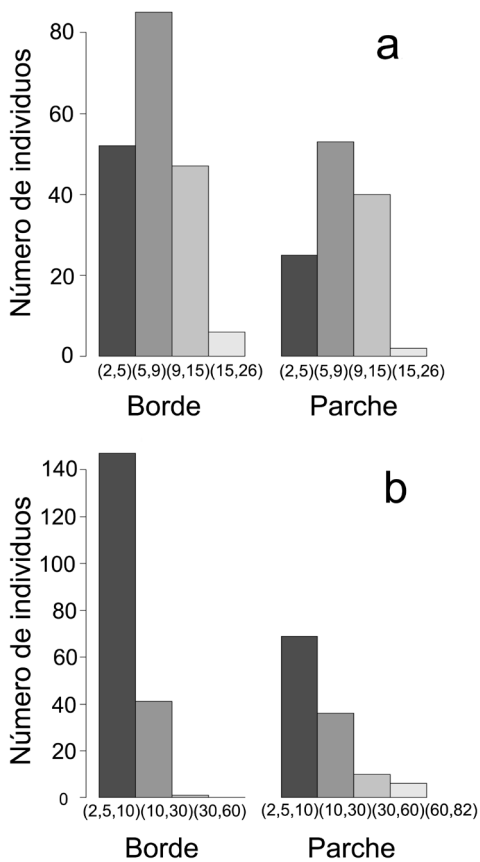 a
Número de individuos
80
60
40
20
0
(2,5)(5,9)(9,15)(15,26) (2,5)(5,9)(9,15)(15,26)
Borde Parche
b
Número de individuos
140
120
100
80
60
40
20
0
(2,5,10)(10,30)(30,60) (2,5,10)(10,30)(30,60)(60,82)
Borde Parche